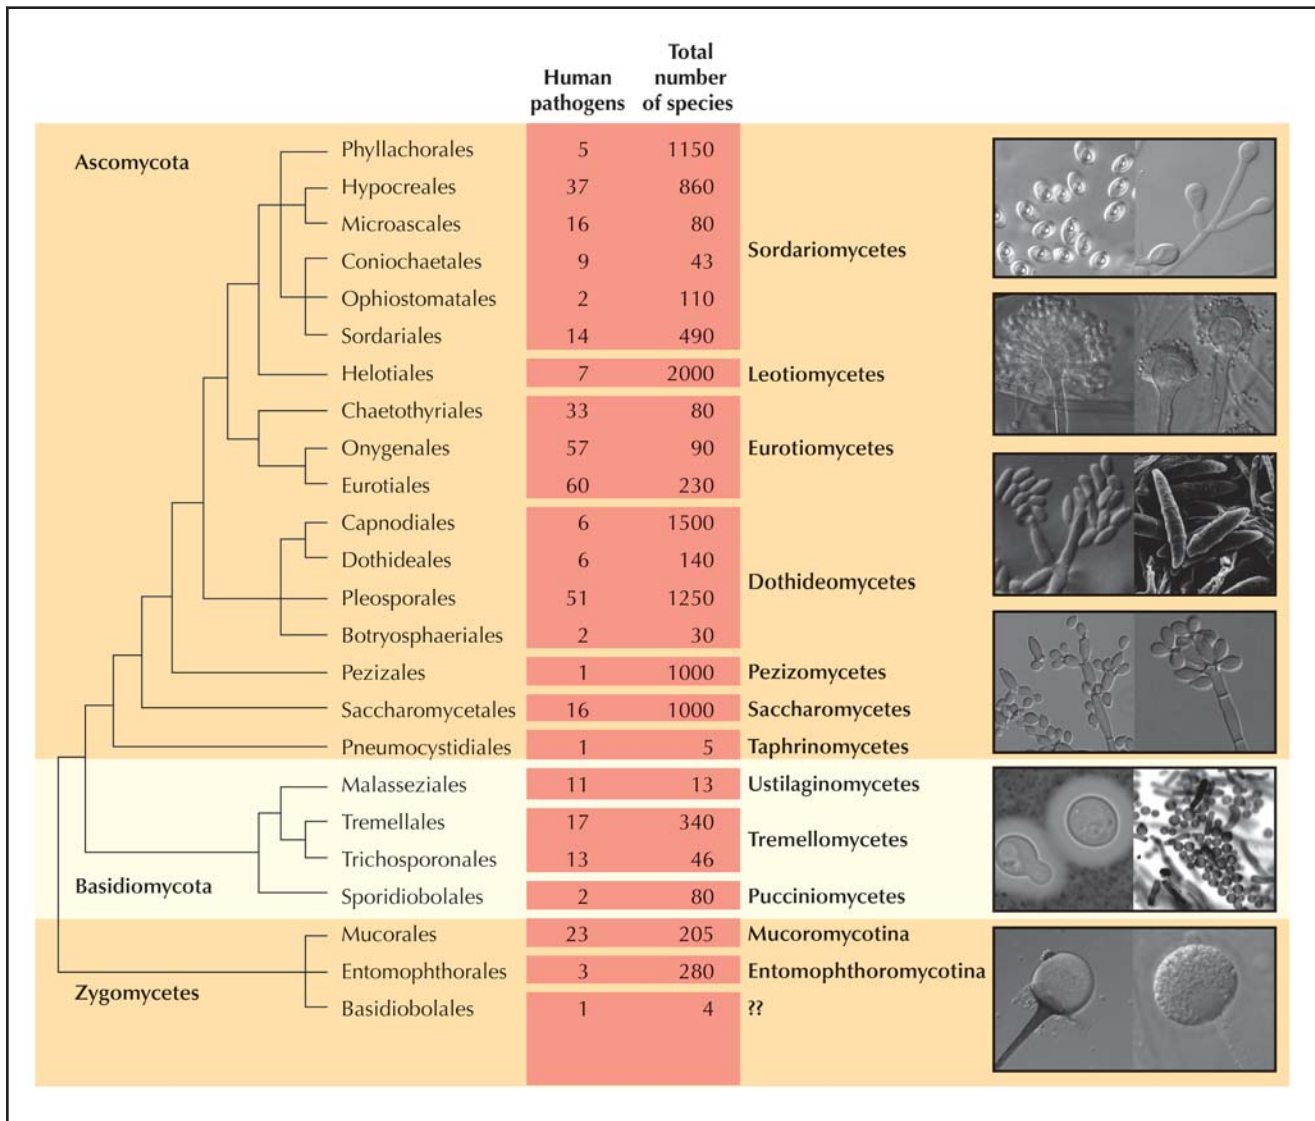 Human
pathogens
Total
number
of species
Ascomycota
Phyllachorales 5 1150
Hypocreales 37 860
Microascales 16 80
Coniochaetales 9 43
Ophiostomatales 2 110
Sordariales 14 490
Sordariomycetes
Helotiales 7 2000 Leotiomycetes
Chaetothyriales 33 80
Onygenales 57 90 Eurotiomycetes
Eurotiales 60 230
Capnodiales 6 1500
Dothideales 6 140
Dothideomycetes
Pleosporales 51 1250
Botryosphaeriales 2 30
Pezizales 1 1000 Pezizomycetes
Saccharomycetales 16 1000 Saccharomycetes
Pneumocystidiales 1 5 Taphrinomycetes
Basidiomycota
Malasseziales 11 13 Ustilaginomycetes
Tremellales 17 340
Tremellomycetes
Trichosporonales 13 46
Sporidiobolales 2 80 Pucciniomycetes
Zygomycetes
Mucorales 23 205 Mucoromycotina
Entomophthorales 3 280 Entomophthoromycotina
Basidiobolales 1 4 ??